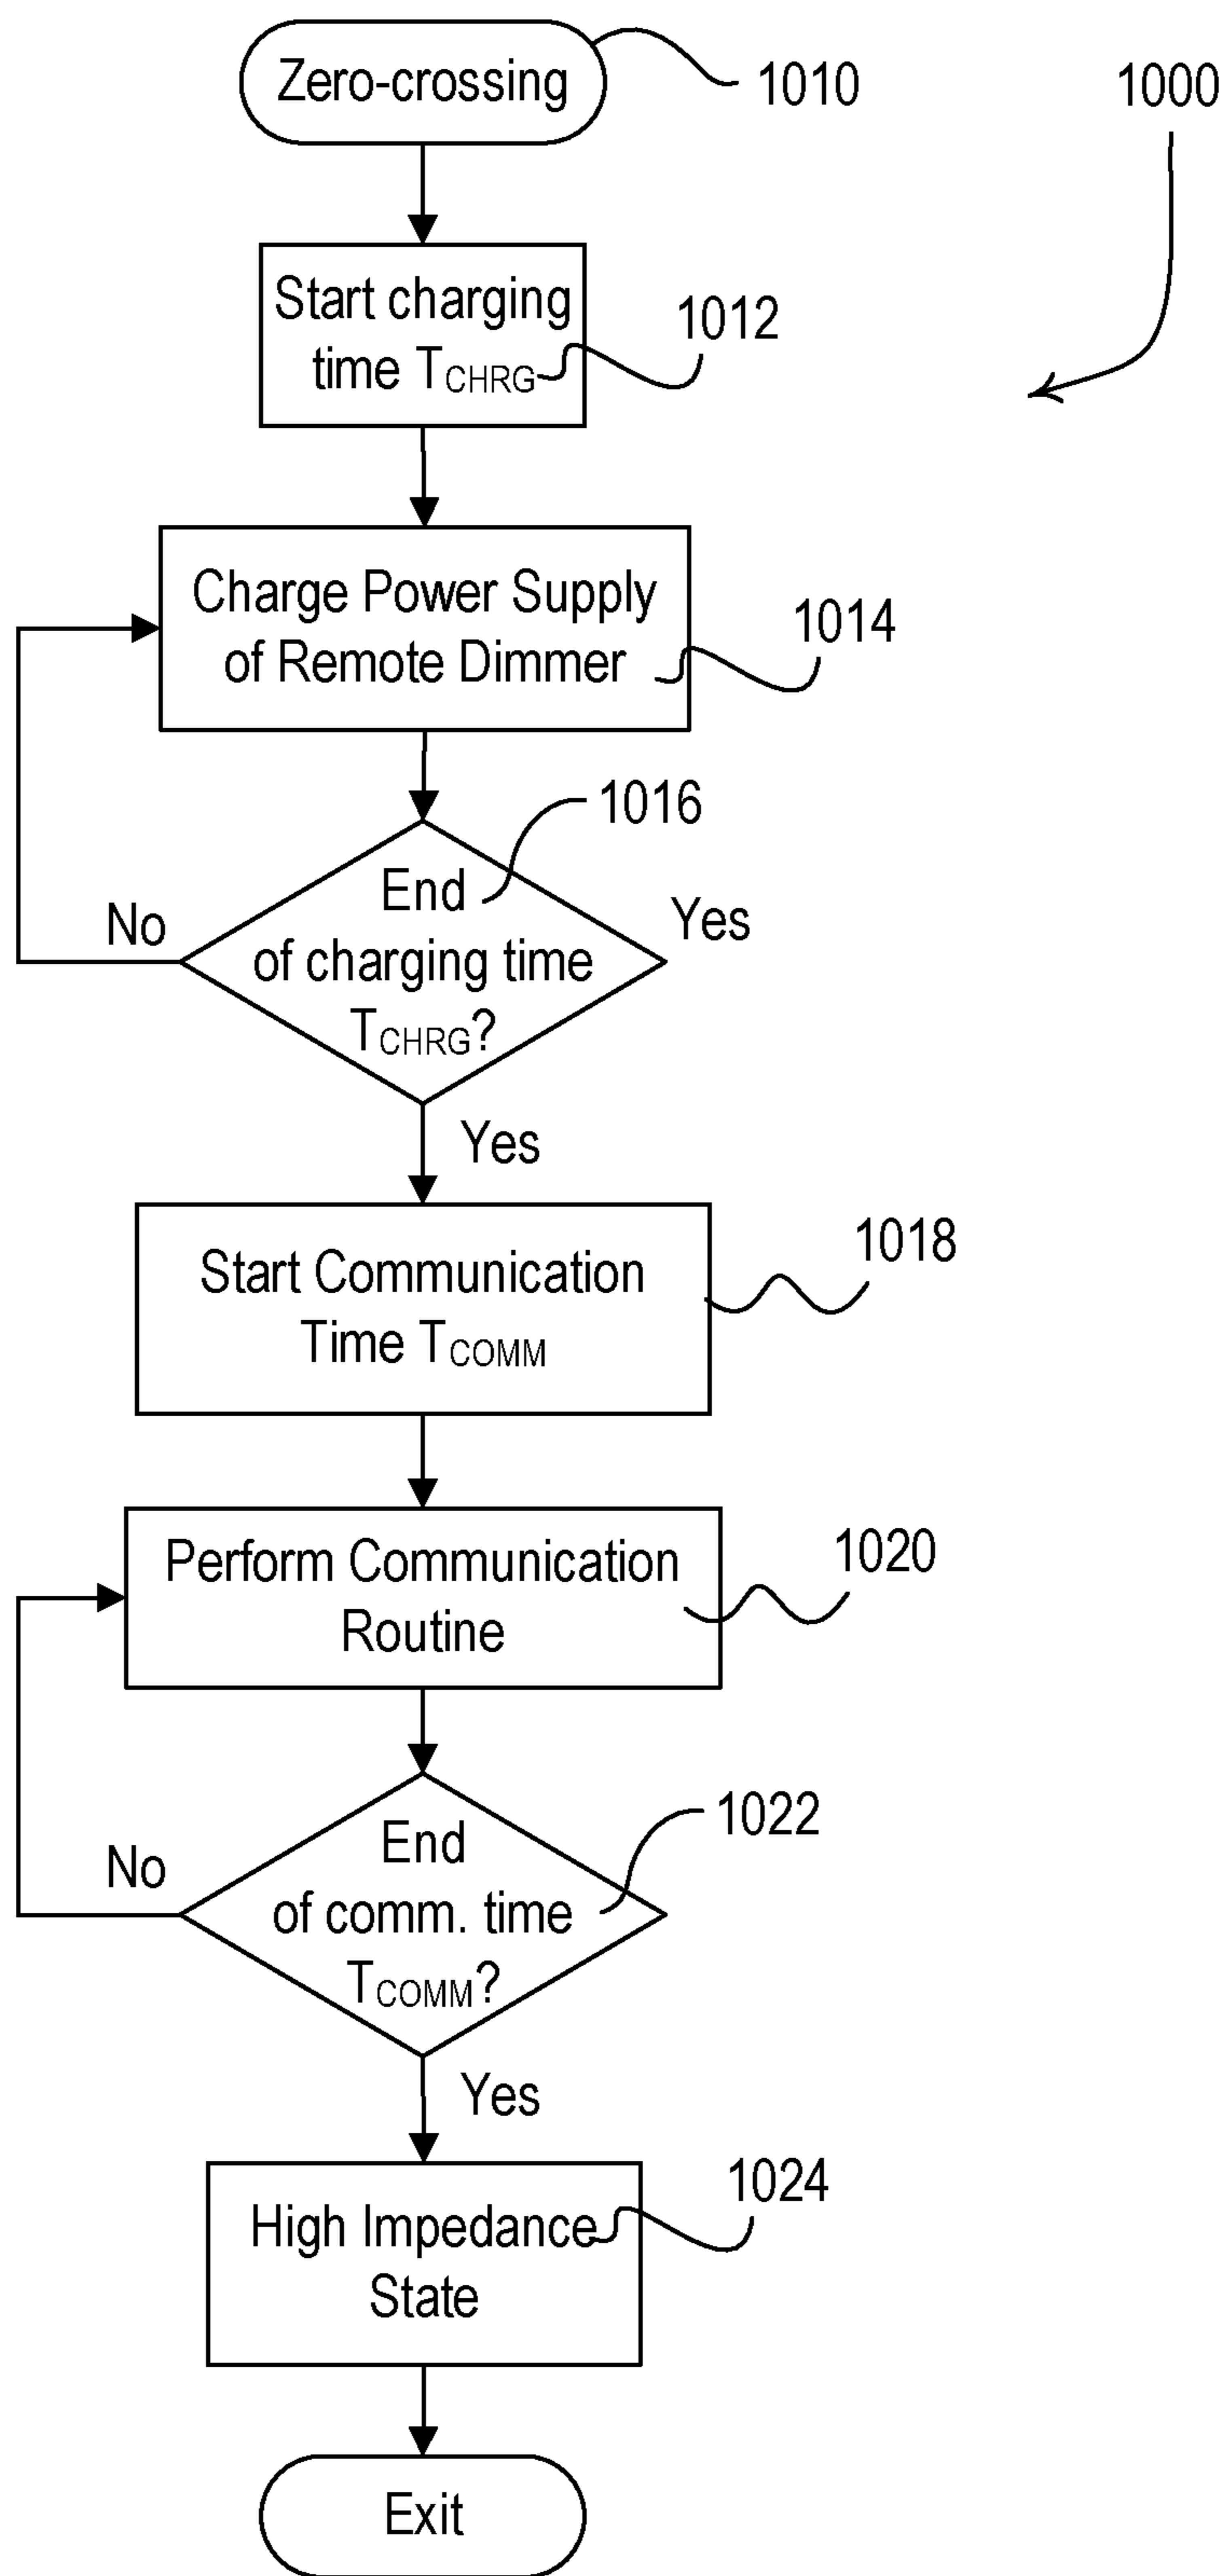 Zero-crossing
1010
1000
Start charging
time TCHRG
1012
Charge Power Supply
of Remote Dimmer
1014
1016
End
of charging time
TCHRG?
No
Yes
Yes
Start Communication
Time TCOMM
1018
Perform Communication
Routine
1020
End
of comm. time
TCOMM?
1022
No
Yes
High Impedance
State
1024
Exit